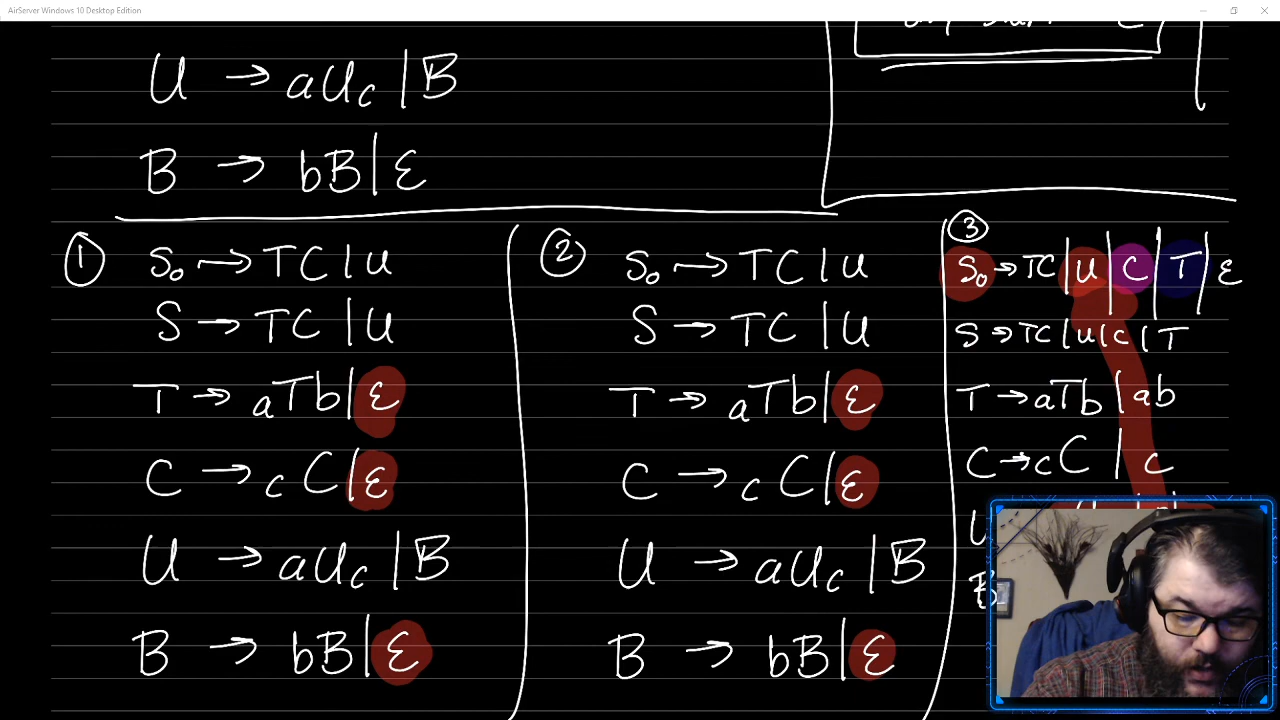 AirServer Windows 10 Desktop Edition
U → aUc | B
B → bB | ε
①
S₀ → TC | U
S → TC | U
T → aTb | ε
C → cC | ε
U → aUc | B
B → bB | ε
②
S₀ → TC | U
S → TC | U
T → aTb | ε
C → cC | ε
U → aUc | B
B → bB | ε
③
S₀ → TC | U | C | T | ε
S → TC | U | C | T
T → aTb | ab
C → cC | c
U
B